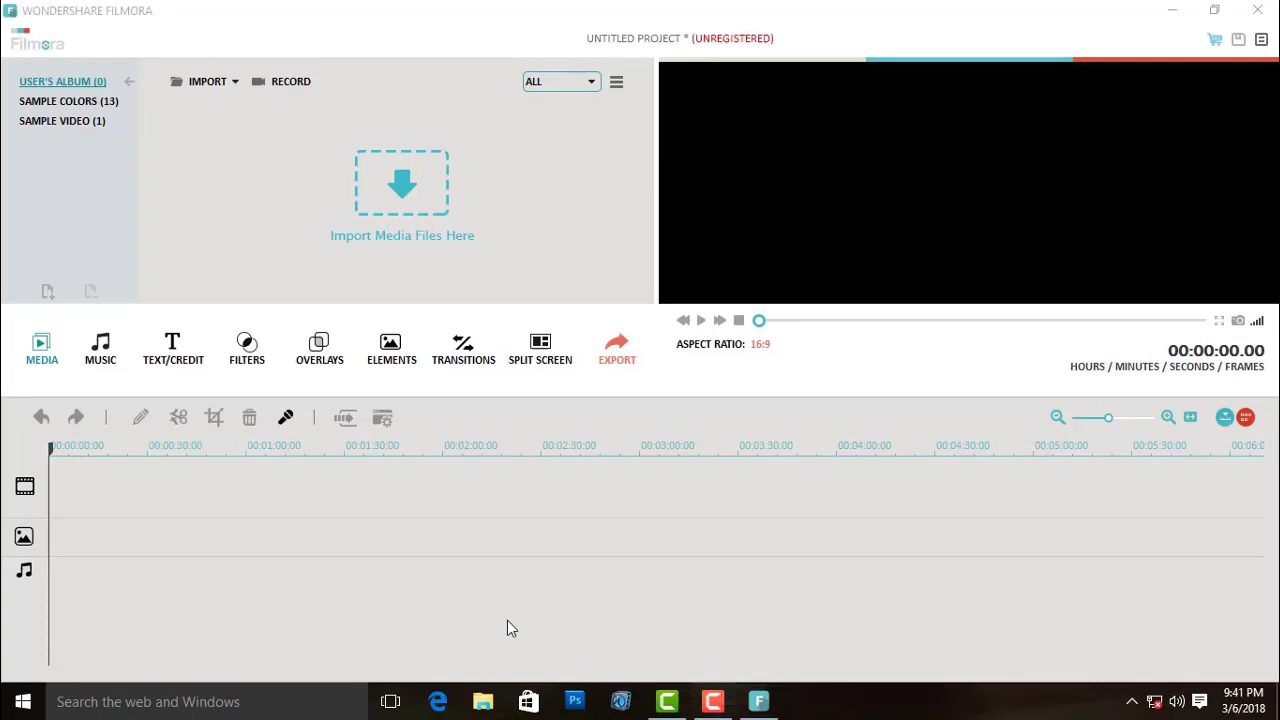 WONDERSHARE FILMORA
Filmora
UNTITLED PROJECT * (UNREGISTERED)
USER'S ALBUM (0)
SAMPLE COLORS (13)
SAMPLE VIDEO (1)
IMPORT
RECORD
ALL
Import Media Files Here
MEDIA
MUSIC
TEXT/CREDIT
FILTERS
OVERLAYS
ELEMENTS
TRANSITIONS
SPLIT SCREEN
EXPORT
ASPECT RATIO: 16:9
00:00:00.00
HOURS / MINUTES / SECONDS / FRAMES
00:00:00:00 00:00:30:00 00:01:00:00 00:01:30:00 00:02:00:00 00:02:30:00 00:03:00:00 00:03:30:00 00:04:00:00 00:04:30:00 00:05:00:00 00:05:30:00 00:06:0
Search the web and Windows
Ps
F
9:41 PM
3/6/2018